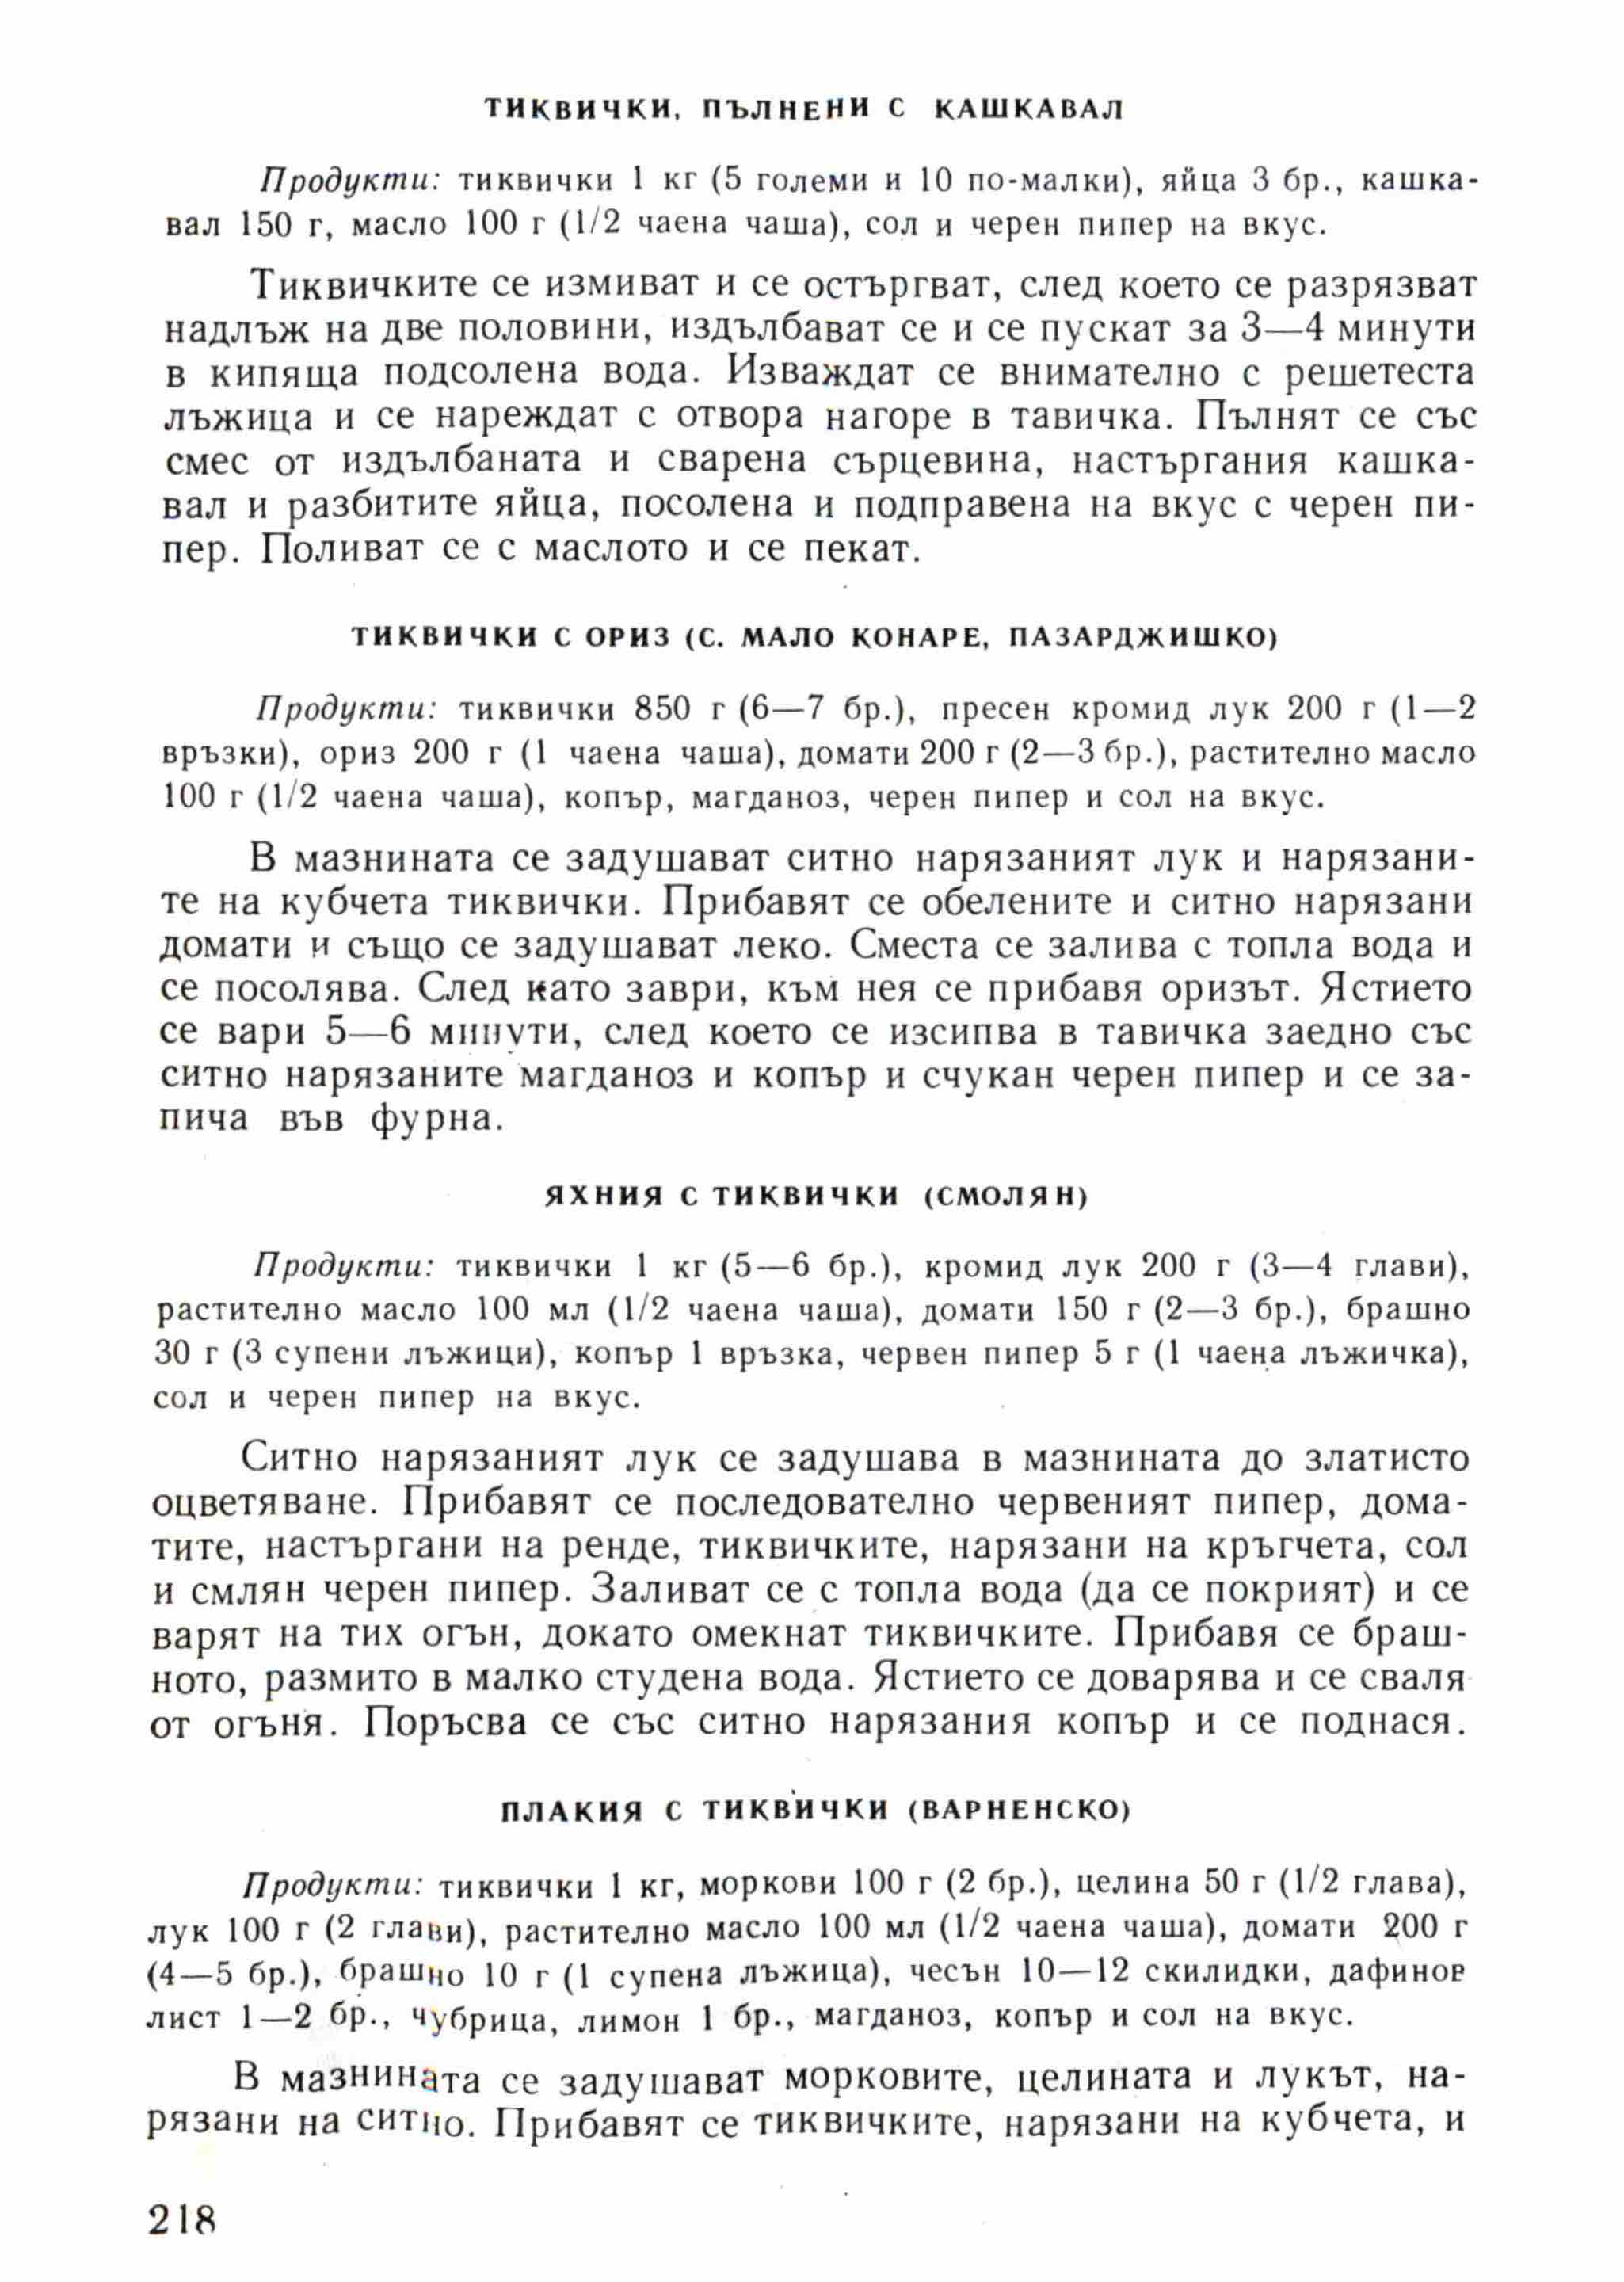 ТИКВИЧКИ, ПЪЛНЕНИ С КАШКАВАЛ
Продукти: тиквички 1 кг (5 големи и 10 по-малки), яйца 3 бр., кашка-
вал 150 г, масло 100 г (1/2 чаена чаша), сол и черен пипер на вкус.
Тиквичките се измиват и се остъргват, след което се разрязват
надлъж на две половини, издълбават се и се пускат за 3—4 минути
в кипяща подсолена вода. Изваждат се внимателно с решетеста
лъжица и се нареждат с отвора нагоре в тавичка. Пълнят се със
смес от издълбаната и сварена сърцевина, настъргания кашка-
вал и разбитите яйца, посолена и подправена на вкус с черен пи-
пер. Поливат се с маслото и се пекат.
ТИКВИЧКИ С ОРИЗ (С. МАЛО КОНАРЕ, ПАЗАРДЖИШКО)
Продукти: тиквички 850 г (6—7 бр.), пресен кромид лук 200 г (1—2
връзки), ориз 200 г (1 чаена чаша), домати 200 г (2—3 бр.), растително масло
100 г (1/2 чаена чаша), копър, магданоз, черен пипер и сол на вкус.
В мазнината се задушават ситно нарязаният лук и нарязани-
те на кубчета тиквички. Прибавят се обелените и ситно нарязани
домати и също се задушават леко. Сместа се залива с топла вода и
се посолява. След като заври, към нея се прибавя оризът. Ястието
се вари 5—6 минути, след което се изсипва в тавичка заедно със
ситно нарязаните магданоз и копър и счукан черен пипер и се за-
пича във фурна.
ЯХНИЯ С ТИКВИЧКИ (СМОЛЯН)
Продукти: тиквички 1 кг (5—6 бр.), кромид лук 200 г (3—4 глави),
растително масло 100 мл (1/2 чаена чаша), домати 150 г (2—3 бр.), брашно
30 г (3 супени лъжици), копър 1 връзка, червен пипер 5 г (1 чаена лъжичка),
сол и черен пипер на вкус.
Ситно нарязаният лук се задушава в мазнината до златисто
оцветяване. Прибавят се последователно червеният пипер, дома-
тите, настъргани на ренде, тиквичките, нарязани на кръгчета, сол
и смлян черен пипер. Заливат се с топла вода (да се покрият) и се
варят на тих огън, докато омекнат тиквичките. Прибавя се браш-
ното, размито в малко студена вода. Ястието се доварява и се сваля
от огъня. Поръсва се със ситно нарязания копър и се поднася.
ПЛАКИЯ С ТИКВИЧКИ (ВАРНЕНСКО)
Продукти: тиквички 1 кг, моркови 100 г (2 бр.), целина 50 г (1/2 глава),
лук 100 г (2 глави), растително масло 100 мл (1/2 чаена чаша), домати 200 г
(4—5 бр.), брашно 10 г (1 супена лъжица), чесън 10—12 скилидки, дафинов
лист 1—2 бр., чубрица, лимон 1 бр., магданоз, копър и сол на вкус.
В мазнината се задушават морковите, целината и лукът, на-
рязани на ситно. Прибавят се тиквичките, нарязани на кубчета, и
218